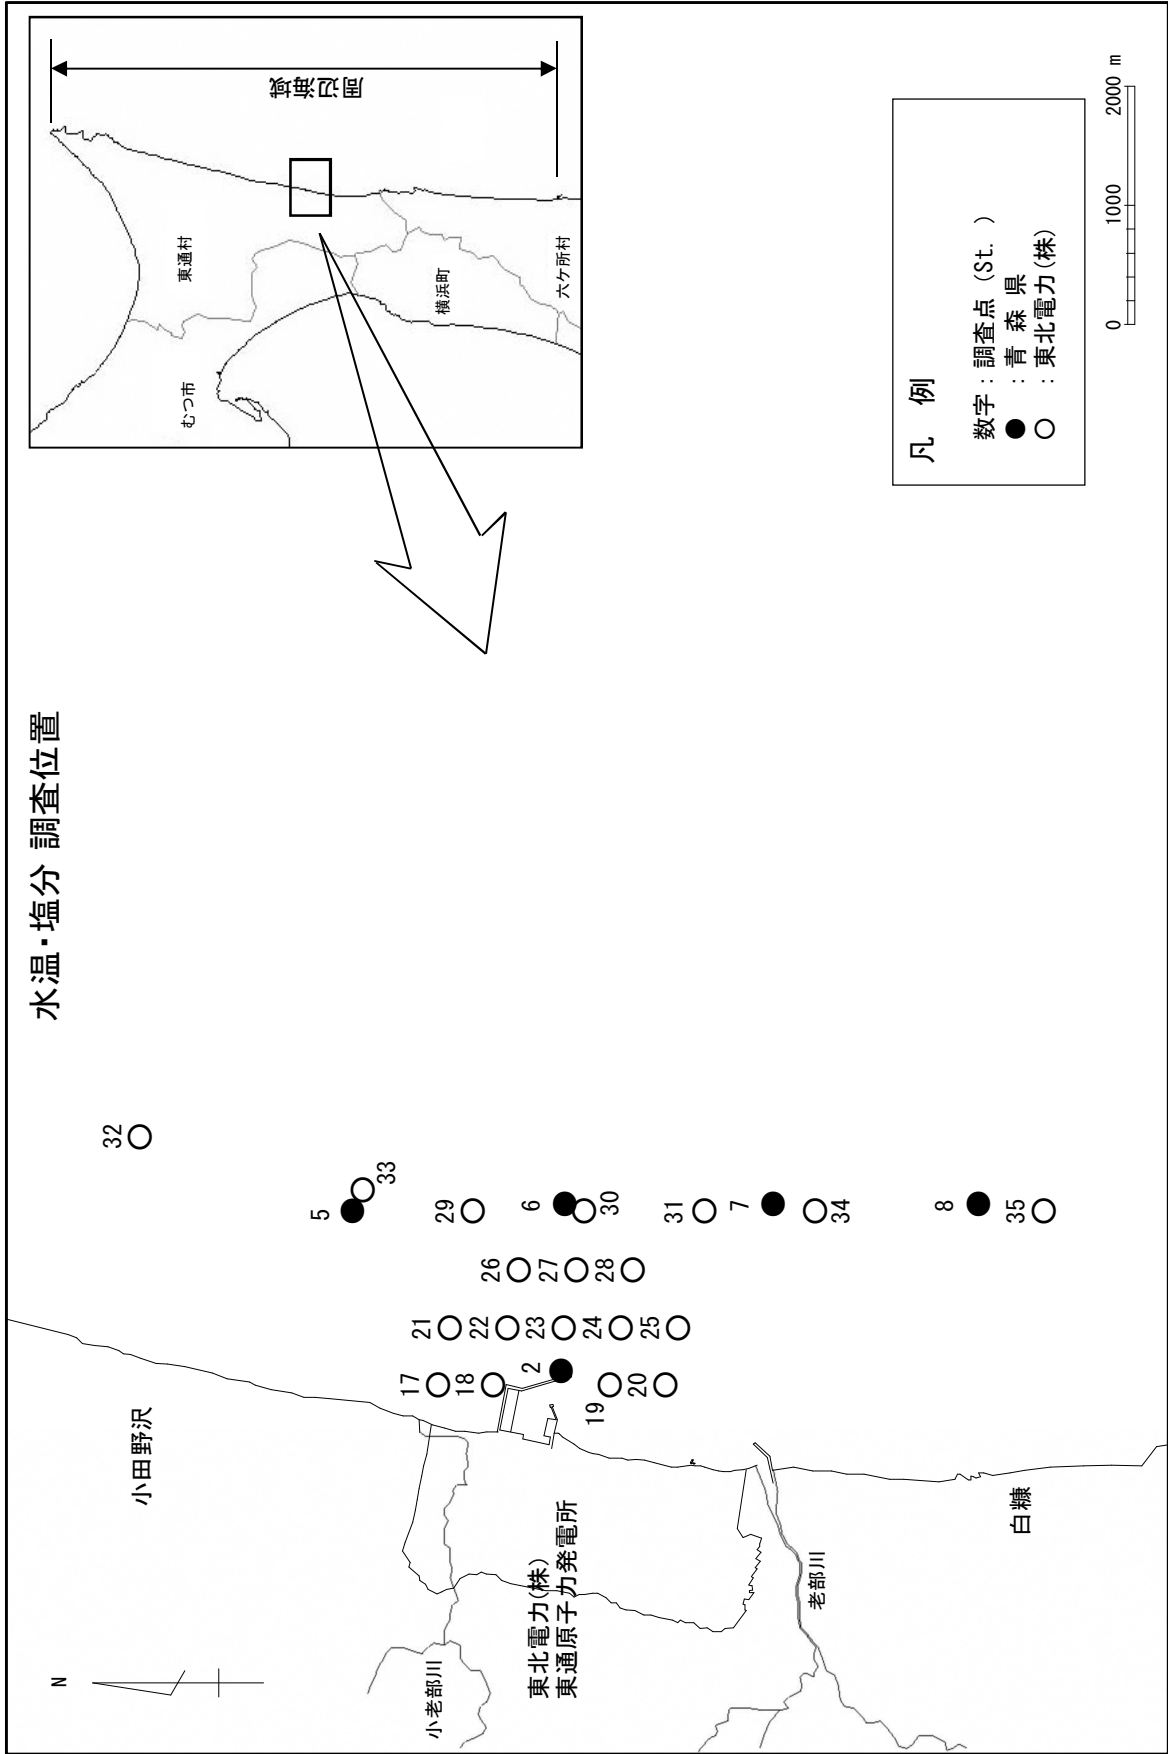 水温・塩分 調査位置
N
小田野沢
小老部川
東北電力(株)
東通原子力発電所
老部川
白糠
17
18
2
19
20
21
22
23
24
25
26
27
28
5
33
29
6
30
31
7
34
8
35
32
周辺海域
むつ市
東通村
横浜町
六ケ所村
凡 例
数字:調査点 (St. )
● :青 森 県
○ :東北電力(株)
0 1000 2000 m